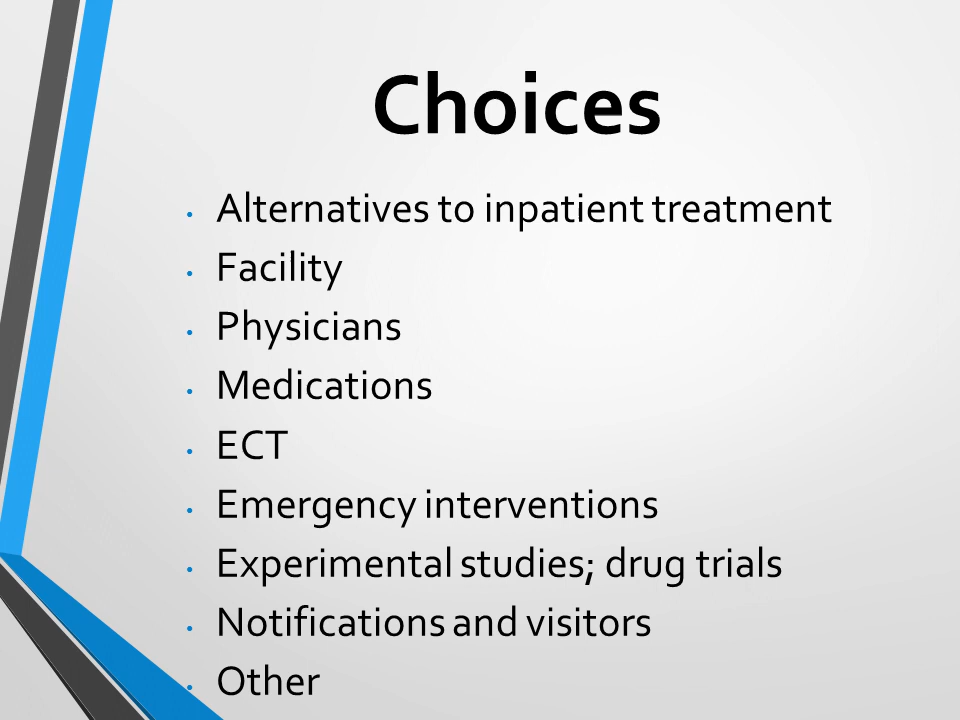 Choices
• Alternatives to inpatient treatment
• Facility
• Physicians
• Medications
• ECT
• Emergency interventions
• Experimental studies; drug trials
• Notifications and visitors
• Other